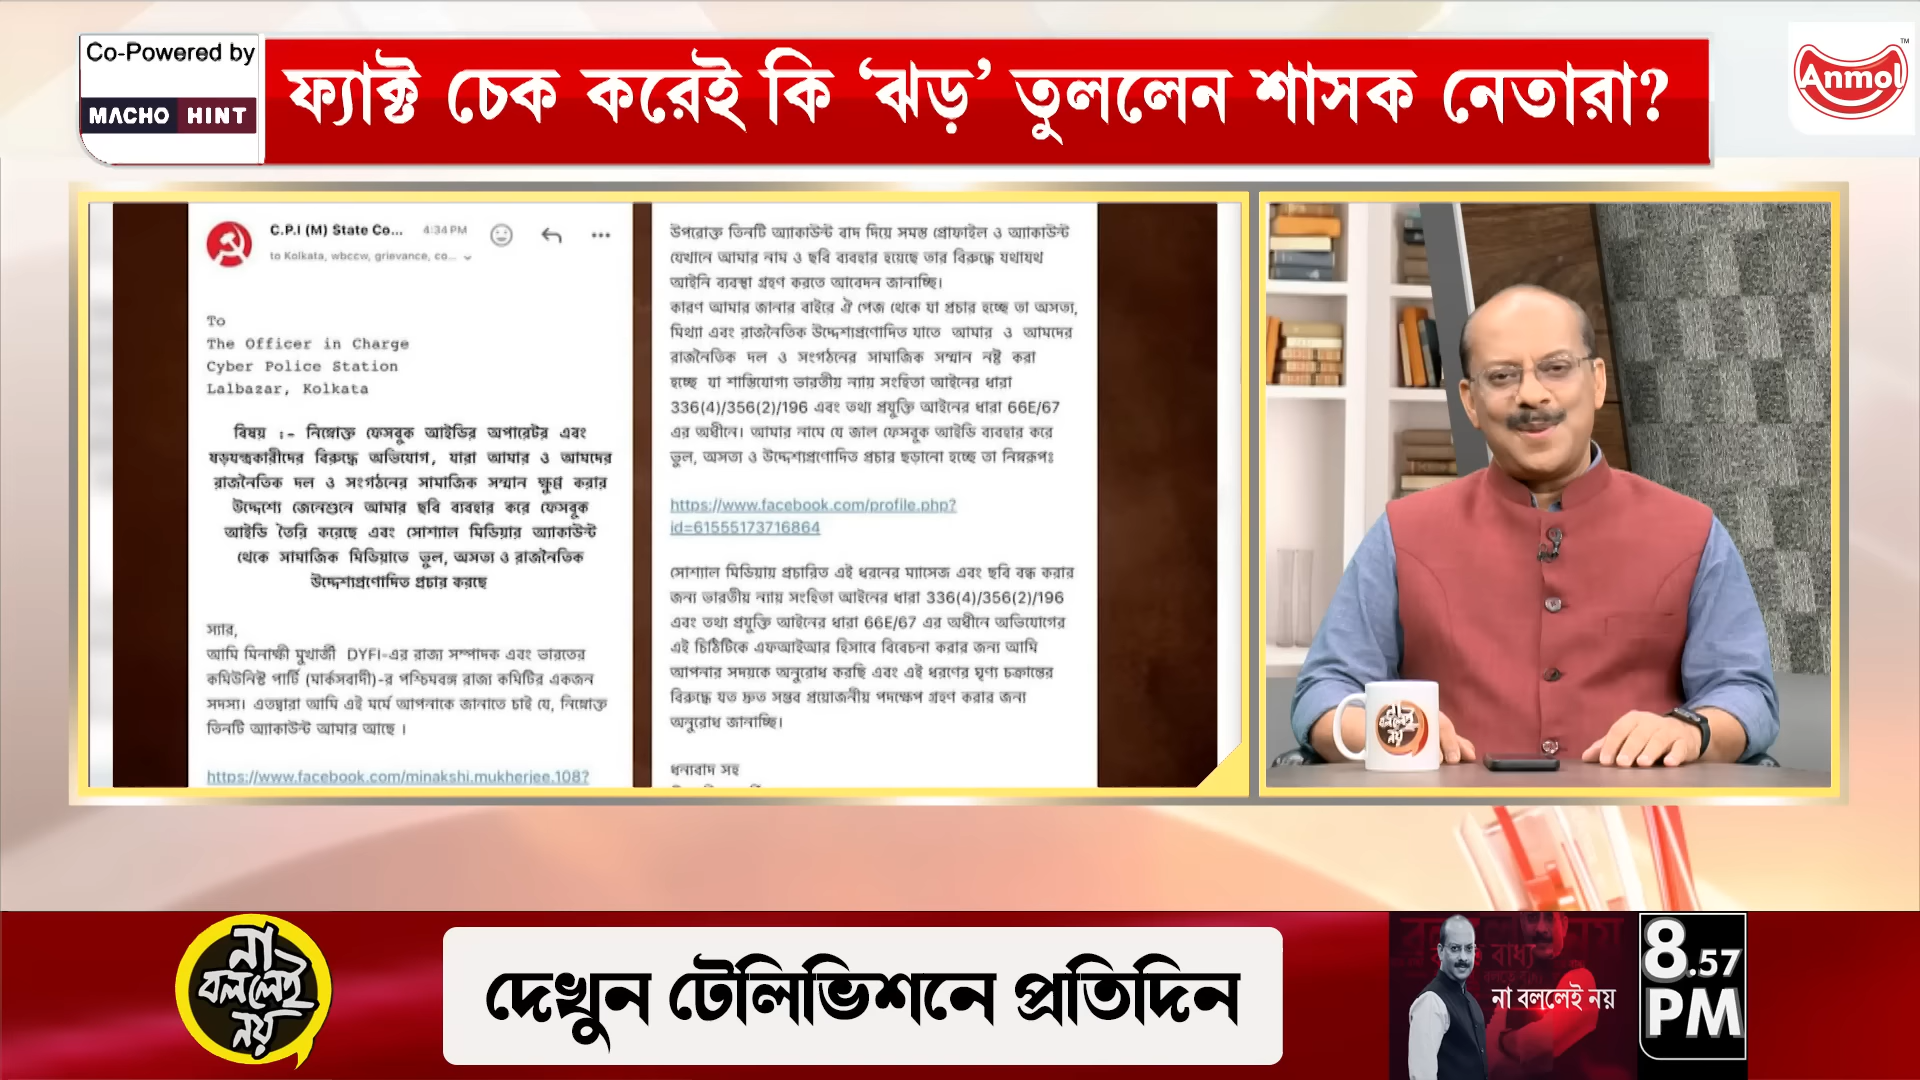 Co-Powered by
MACHO HINT
ফ্যাক্ট চেক করেই কি ‘ঝড়’ তুললেন শাসক নেতারা?
Anmol
TM
C.P.I (M) State Co... 4:34 PM
to Kolkata, wbccw, grievance, co...
To
The Officer in Charge
Cyber Police Station
Lalbazar, Kolkata
বিষয় :- নিম্নোক্ত ফেসবুক আইডির অপারেটর এবং
ষড়যন্ত্রকারীদের বিরুদ্ধে অভিযোগ, যারা আমার ও আমদের
রাজনৈতিক দল ও সংগঠনের সামাজিক সম্মান ক্ষুণ্ণ করার
উদ্দেশ্যে জেনেশুনে আমার ছবি ব্যবহার করে ফেসবুক
আইডি তৈরি করেছে এবং সোশ্যাল মিডিয়ার অ্যাকাউন্ট
থেকে সামাজিক মিডিয়াতে ভুল, অসত্য ও রাজনৈতিক
উদ্দেশ্যপ্রণোদিত প্রচার করছে
স্যার,
আমি মিনাক্ষী মুখার্জী DYFI-এর রাজ্য সম্পাদক এবং ভারতের
কমিউনিষ্ট পার্টি (মার্কসবাদী)-র পশ্চিমবঙ্গ রাজ্য কমিটির একজন
সদস্য। এতদ্বারা আমি এই মর্মে আপনাকে জানাতে চাই যে, নিম্নোক্ত
তিনটি অ্যাকাউন্ট আমার আছে ।
https://www.facebook.com/minakshi.mukherjee.108?
উপরোক্ত তিনটি অ্যাকাউন্ট বাদ দিয়ে সমস্ত প্রোফাইল ও অ্যাকাউন্ট
যেখানে আমার নাম ও ছবি ব্যবহার হয়েছে তার বিরুদ্ধে যথাযথ
আইনি ব্যবস্থা গ্রহণ করতে আবেদন জানাচ্ছি।
কারণ আমার জানার বাইরে ঐ পেজ থেকে যা প্রচার হচ্ছে তা অসত্য,
মিথ্যা এবং রাজনৈতিক উদ্দেশ্যপ্রণোদিত যাতে আমার ও আমদের
রাজনৈতিক দল ও সংগঠনের সামাজিক সম্মান নষ্ট করা
হচ্ছে যা শাস্তিযোগ্য ভারতীয় ন্যায় সংহিতা আইনের ধারা
336(4)/356(2)/196 এবং তথ্য প্রযুক্তি আইনের ধারা 66E/67
এর অধীনে। আমার নামে যে জাল ফেসবুক আইডি ব্যবহার করে
ভুল, অসত্য ও উদ্দেশ্যপ্রণোদিত প্রচার ছড়ানো হচ্ছে তা নিম্নরূপঃ
https://www.facebook.com/profile.php?
id=61555173716864
সোশ্যাল মিডিয়ায় প্রচারিত এই ধরনের ম্যাসেজ এবং ছবি বন্ধ করার
জন্য ভারতীয় ন্যায় সংহিতা আইনের ধারা 336(4)/356(2)/196
এবং তথ্য প্রযুক্তি আইনের ধারা 66E/67 এর অধীনে অভিযোগের
এই চিঠিটিকে এফআইআর হিসাবে বিবেচনা করার জন্য আমি
আপনার সদয়কে অনুরোধ করছি এবং এই ধরণের ঘৃণ্য চক্রান্তের
বিরুদ্ধে যত দ্রুত সম্ভব প্রয়োজনীয় পদক্ষেপ গ্রহণ করার জন্য
অনুরোধ জানাচ্ছি।
ধন্যবাদ সহ
না বললেই নয়
না
বললেই
নয়
দেখুন টেলিভিশনে প্রতিদিন
না বললেই নয়
8.57
PM